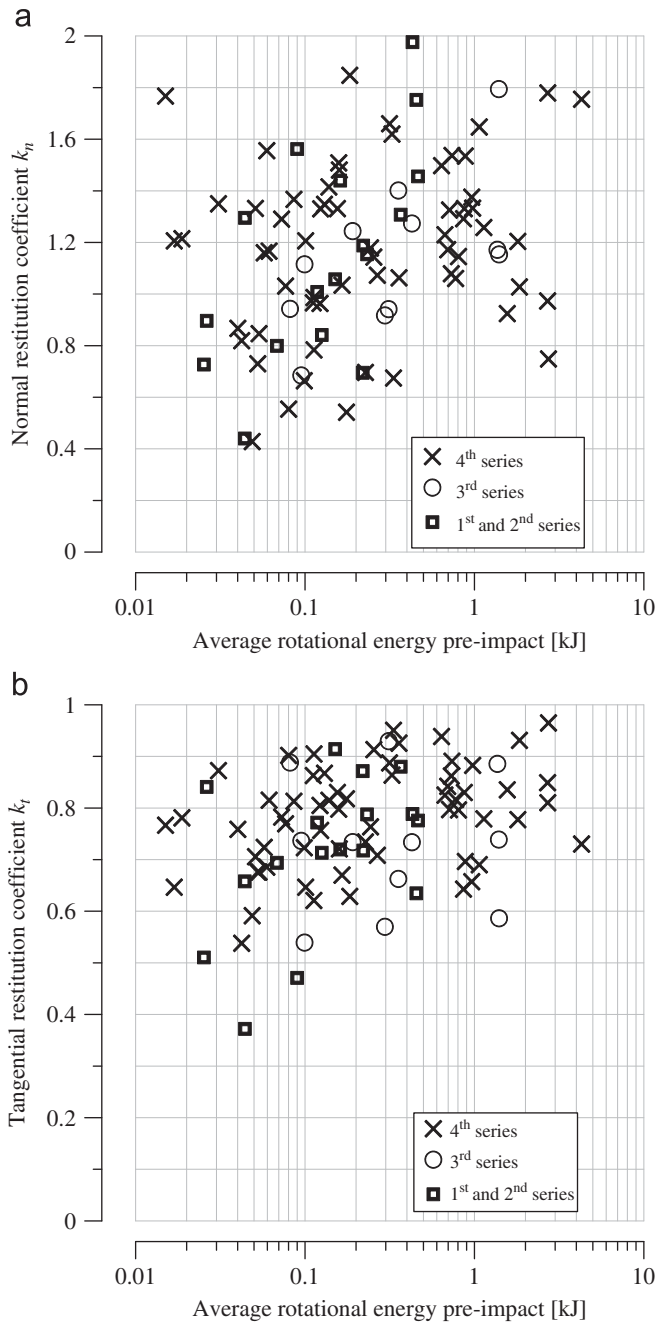 a
2
1.6
1.2
0.8
0.4
0
Normal restitution coefficient kn
4th series
3rd series
1st and 2nd series
0.01 0.1 1 10
Average rotational energy pre-impact [kJ]
b
1
0.8
0.6
0.4
0.2
0
Tangential restitution coefficient kt
4th series
3rd series
1st and 2nd series
0.01 0.1 1 10
Average rotational energy pre-impact [kJ]